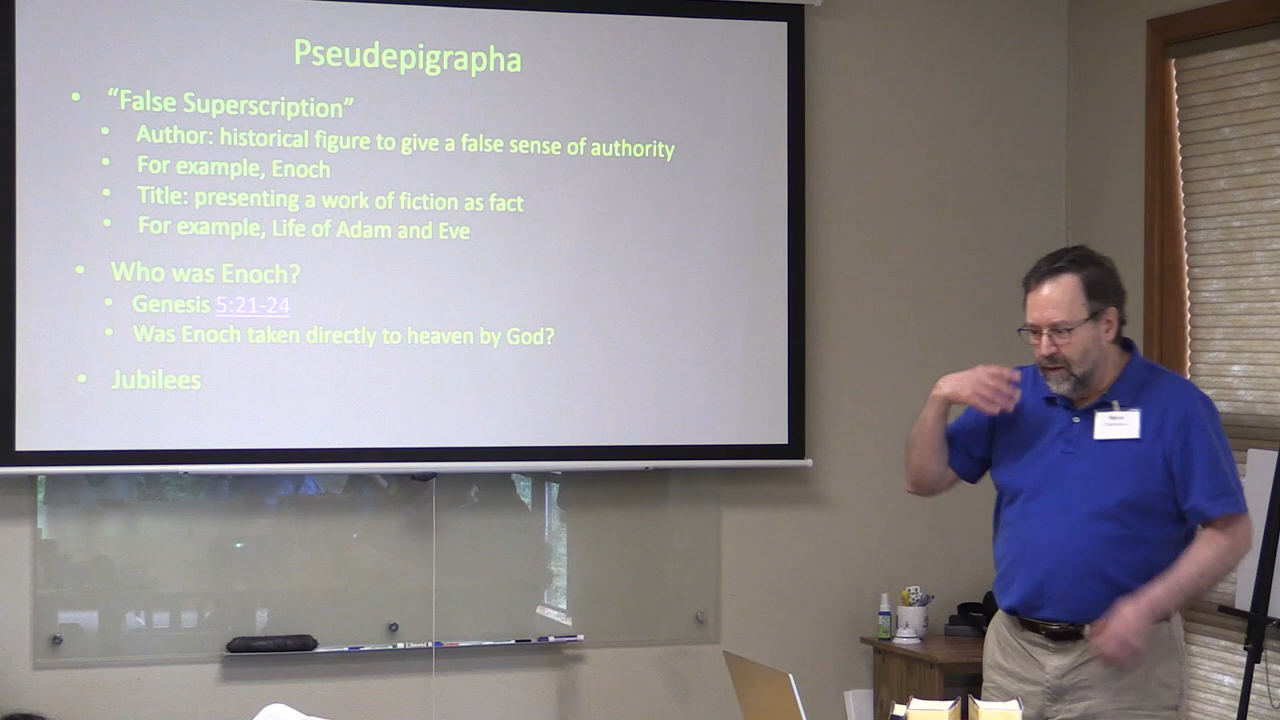 Pseudepigrapha
• “False Superscription”
• Author: historical figure to give a false sense of authority
• For example, Enoch
• Title: presenting a work of fiction as fact
• For example, Life of Adam and Eve
• Who was Enoch?
• Genesis 5:21-24
• Was Enoch taken directly to heaven by God?
• Jubilees